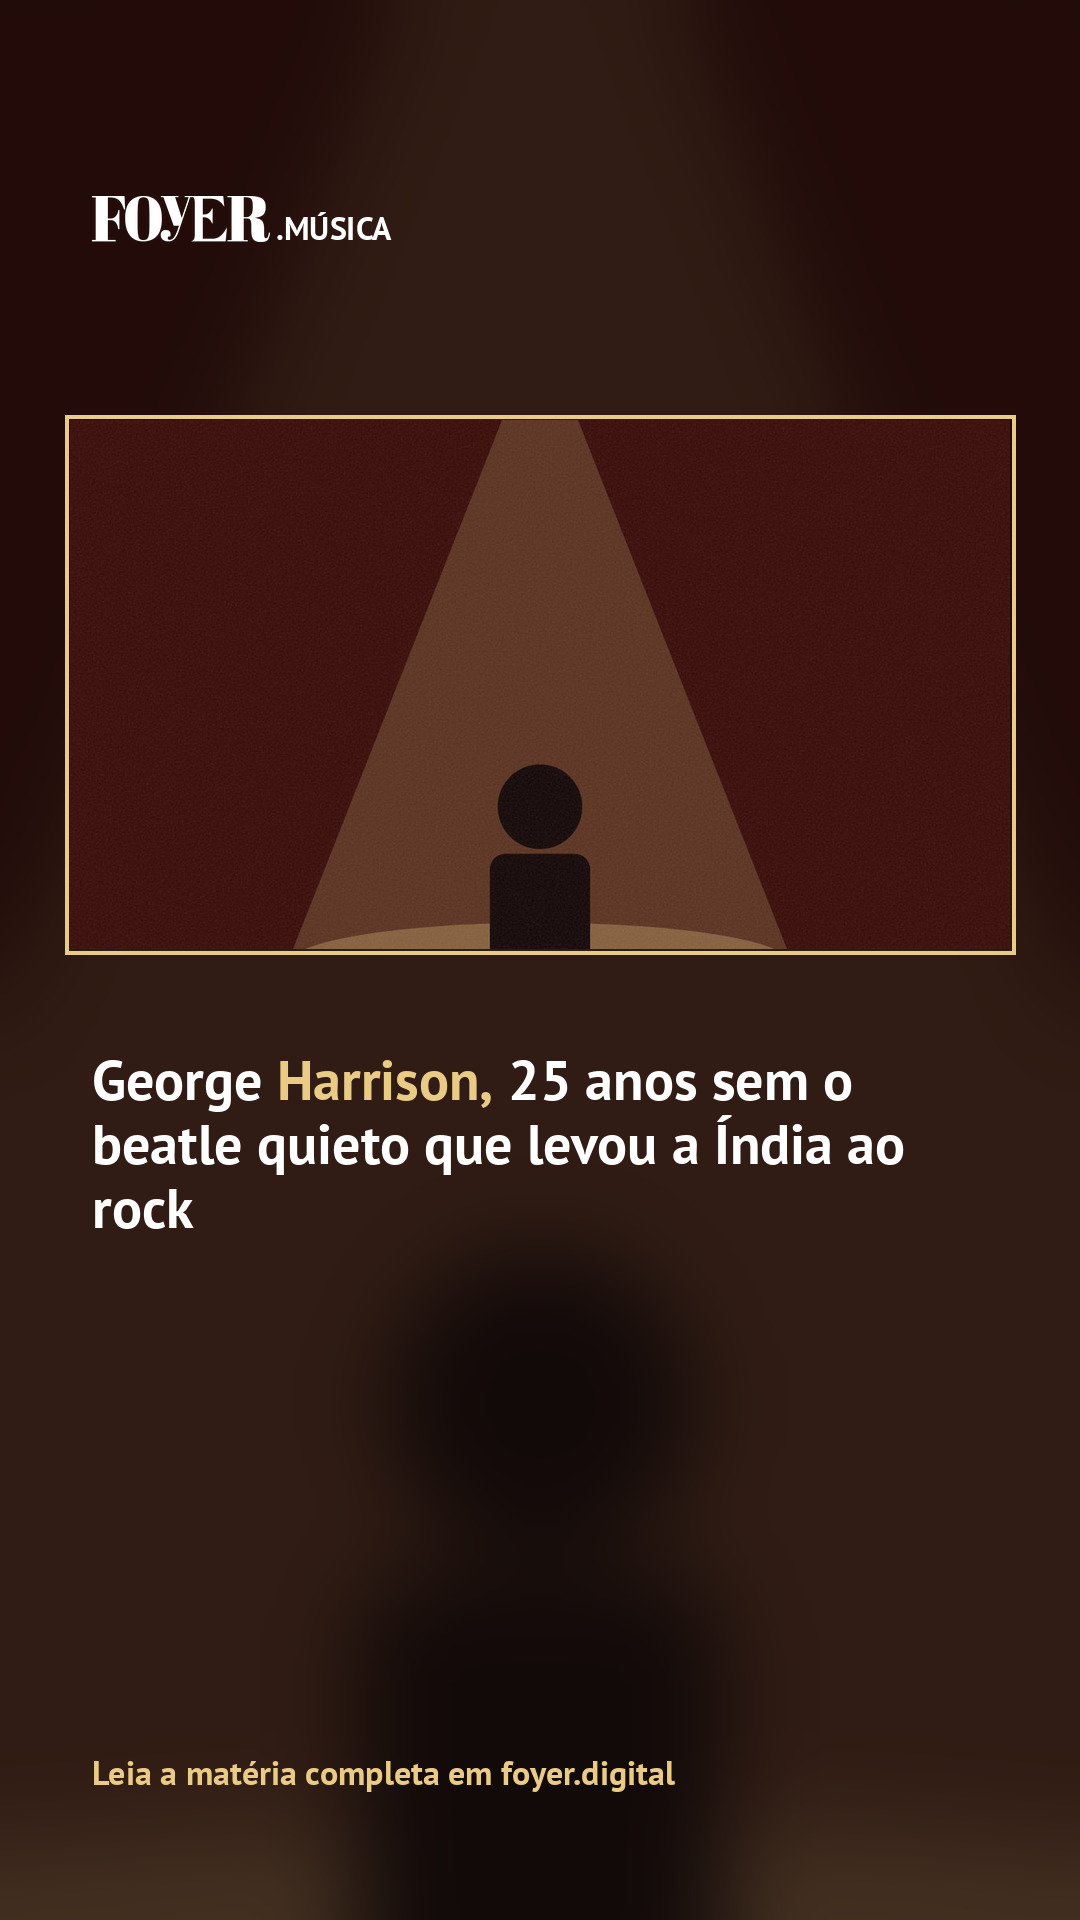 FOYER .MÚSICA
George Harrison, 25 anos sem o
beatle quieto que levou a Índia ao
rock
Leia a matéria completa em foyer.digital